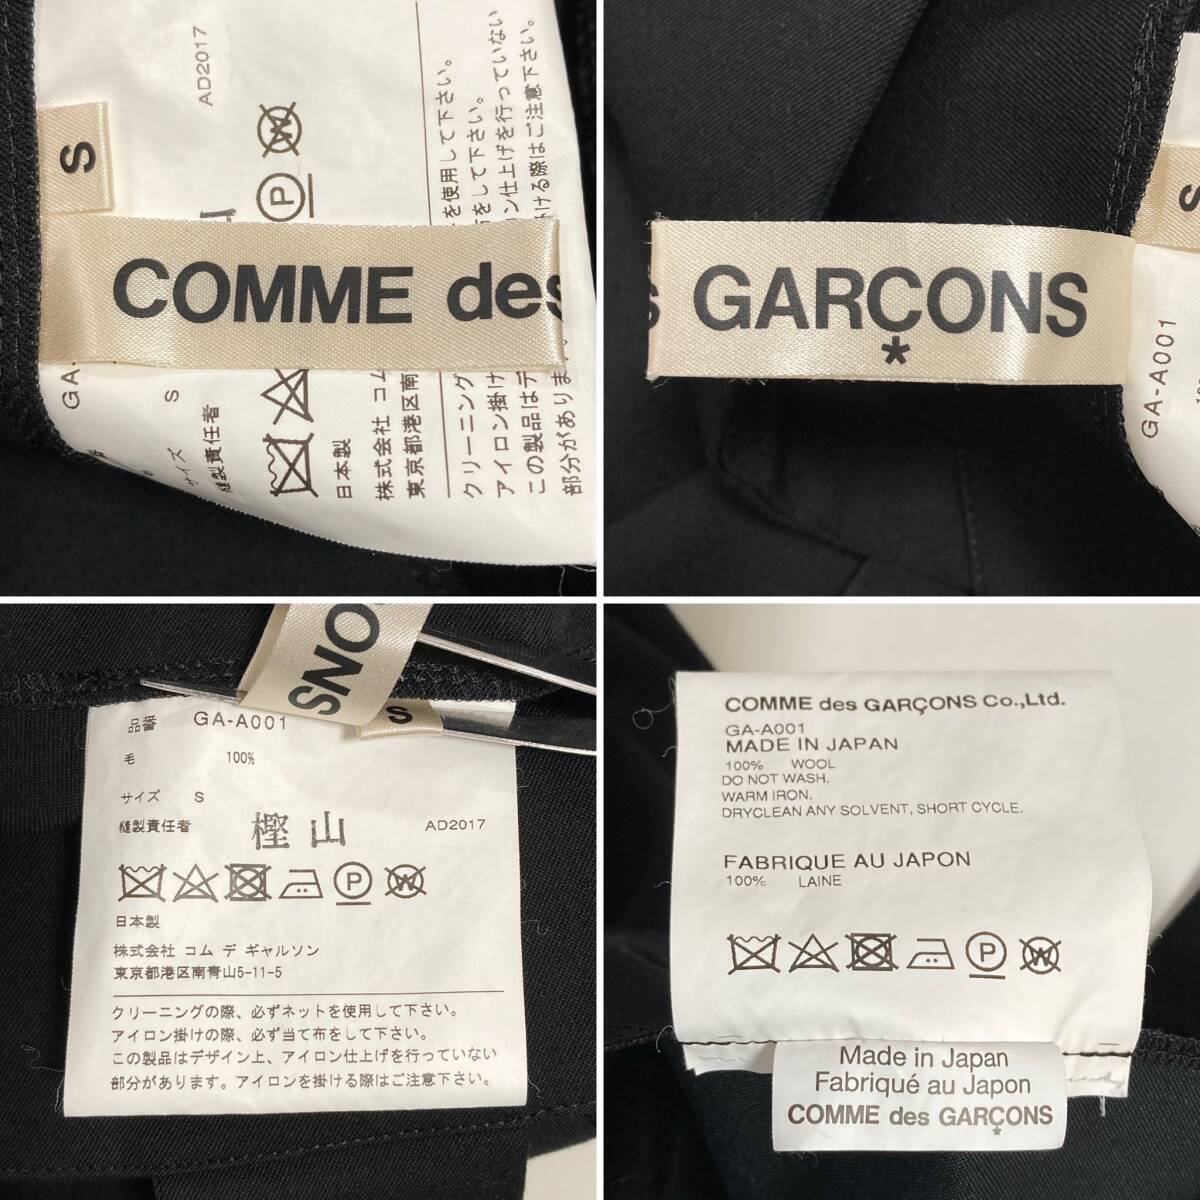 AD2017
S
COMME des
GA-
S
サイズ
縫製責任者
日本製
株式会社 コム
東京都港区南
クリーニング
アイロン掛け
この製品はデ
部分がありま
を使用して下さい。
をして下さい。
ン仕上げを行っていない
掛ける際はご注意下さい。
s GARÇONS
*
S
GA-A001
ONS
S
品番 GA-A001
毛 100%
サイズ S
縫製責任者 樫山 AD2017
P W
日本製
株式会社 コム デ ギャルソン
東京都港区南青山5-11-5
クリーニングの際、必ずネットを使用して下さい。
アイロン掛けの際、必ず当て布をして下さい。
この製品はデザイン上、アイロン仕上げを行っていない
部分があります。アイロンを掛ける際はご注意下さい。
COMME des GARÇONS Co.,Ltd.
GA-A001
MADE IN JAPAN
100% WOOL
DO NOT WASH.
WARM IRON.
DRYCLEAN ANY SOLVENT, SHORT CYCLE.
FABRIQUE AU JAPON
100% LAINE
P W
Made in Japan
Fabriqué au Japon
COMME des GARÇONS
*